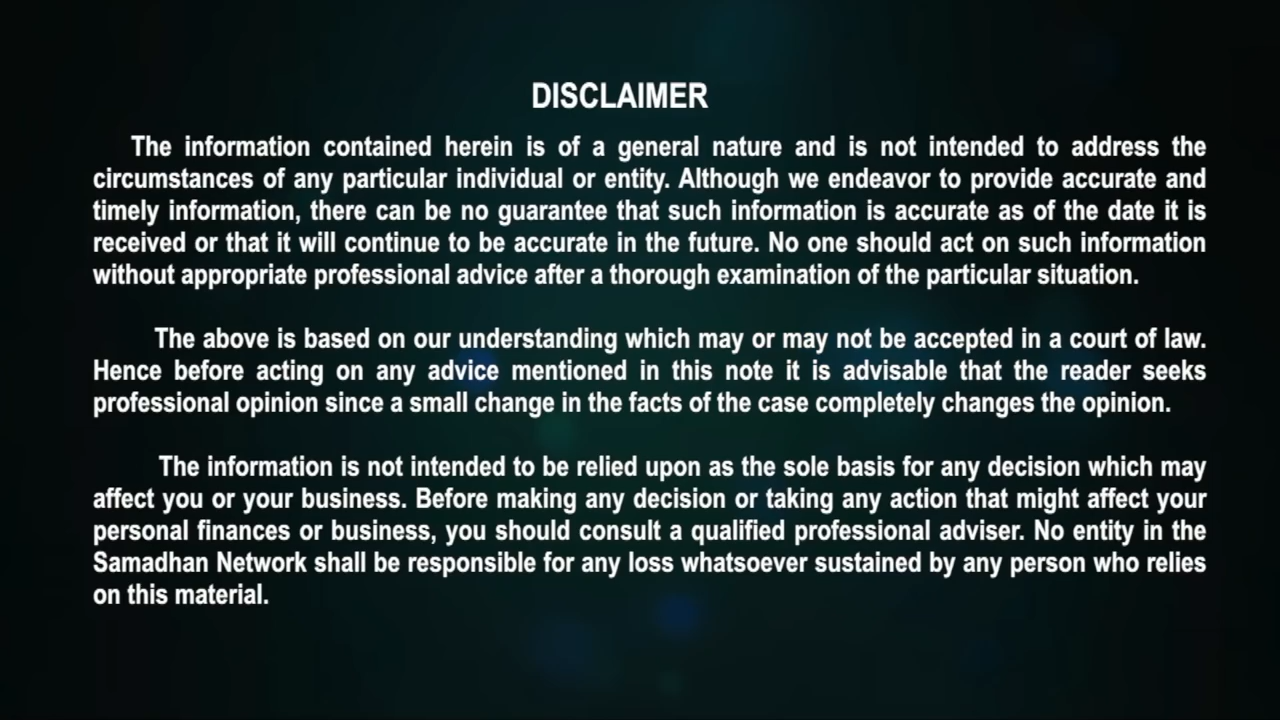 DISCLAIMER
The information contained herein is of a general nature and is not intended to address the
circumstances of any particular individual or entity. Although we endeavor to provide accurate and
timely information, there can be no guarantee that such information is accurate as of the date it is
received or that it will continue to be accurate in the future. No one should act on such information
without appropriate professional advice after a thorough examination of the particular situation.
The above is based on our understanding which may or may not be accepted in a court of law.
Hence before acting on any advice mentioned in this note it is advisable that the reader seeks
professional opinion since a small change in the facts of the case completely changes the opinion.
The information is not intended to be relied upon as the sole basis for any decision which may
affect you or your business. Before making any decision or taking any action that might affect your
personal finances or business, you should consult a qualified professional adviser. No entity in the
Samadhan Network shall be responsible for any loss whatsoever sustained by any person who relies
on this material.